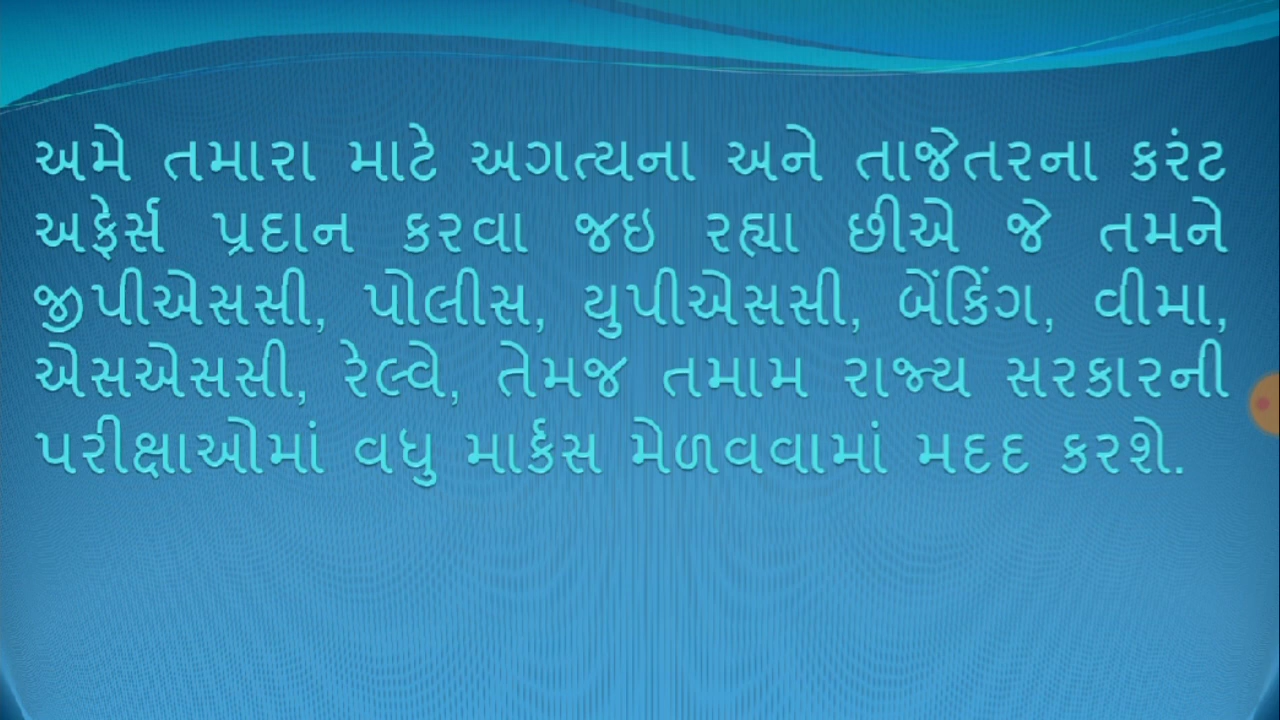 અમે તમારા માટે અગત્યના અને તાજેતરના કરંટ
અફેર્સ પ્રદાન કરવા જઇ રહ્યા છીએ જે તમને
જીપીએસસી, પોલીસ, યુપીએસસી, બેંકિંગ, વીમા,
એસએસસી, રેલ્વે, તેમજ તમામ રાજ્ય સરકારની
પરીક્ષાઓમાં વધુ માર્કસ મેળવવામાં મદદ કરશે.